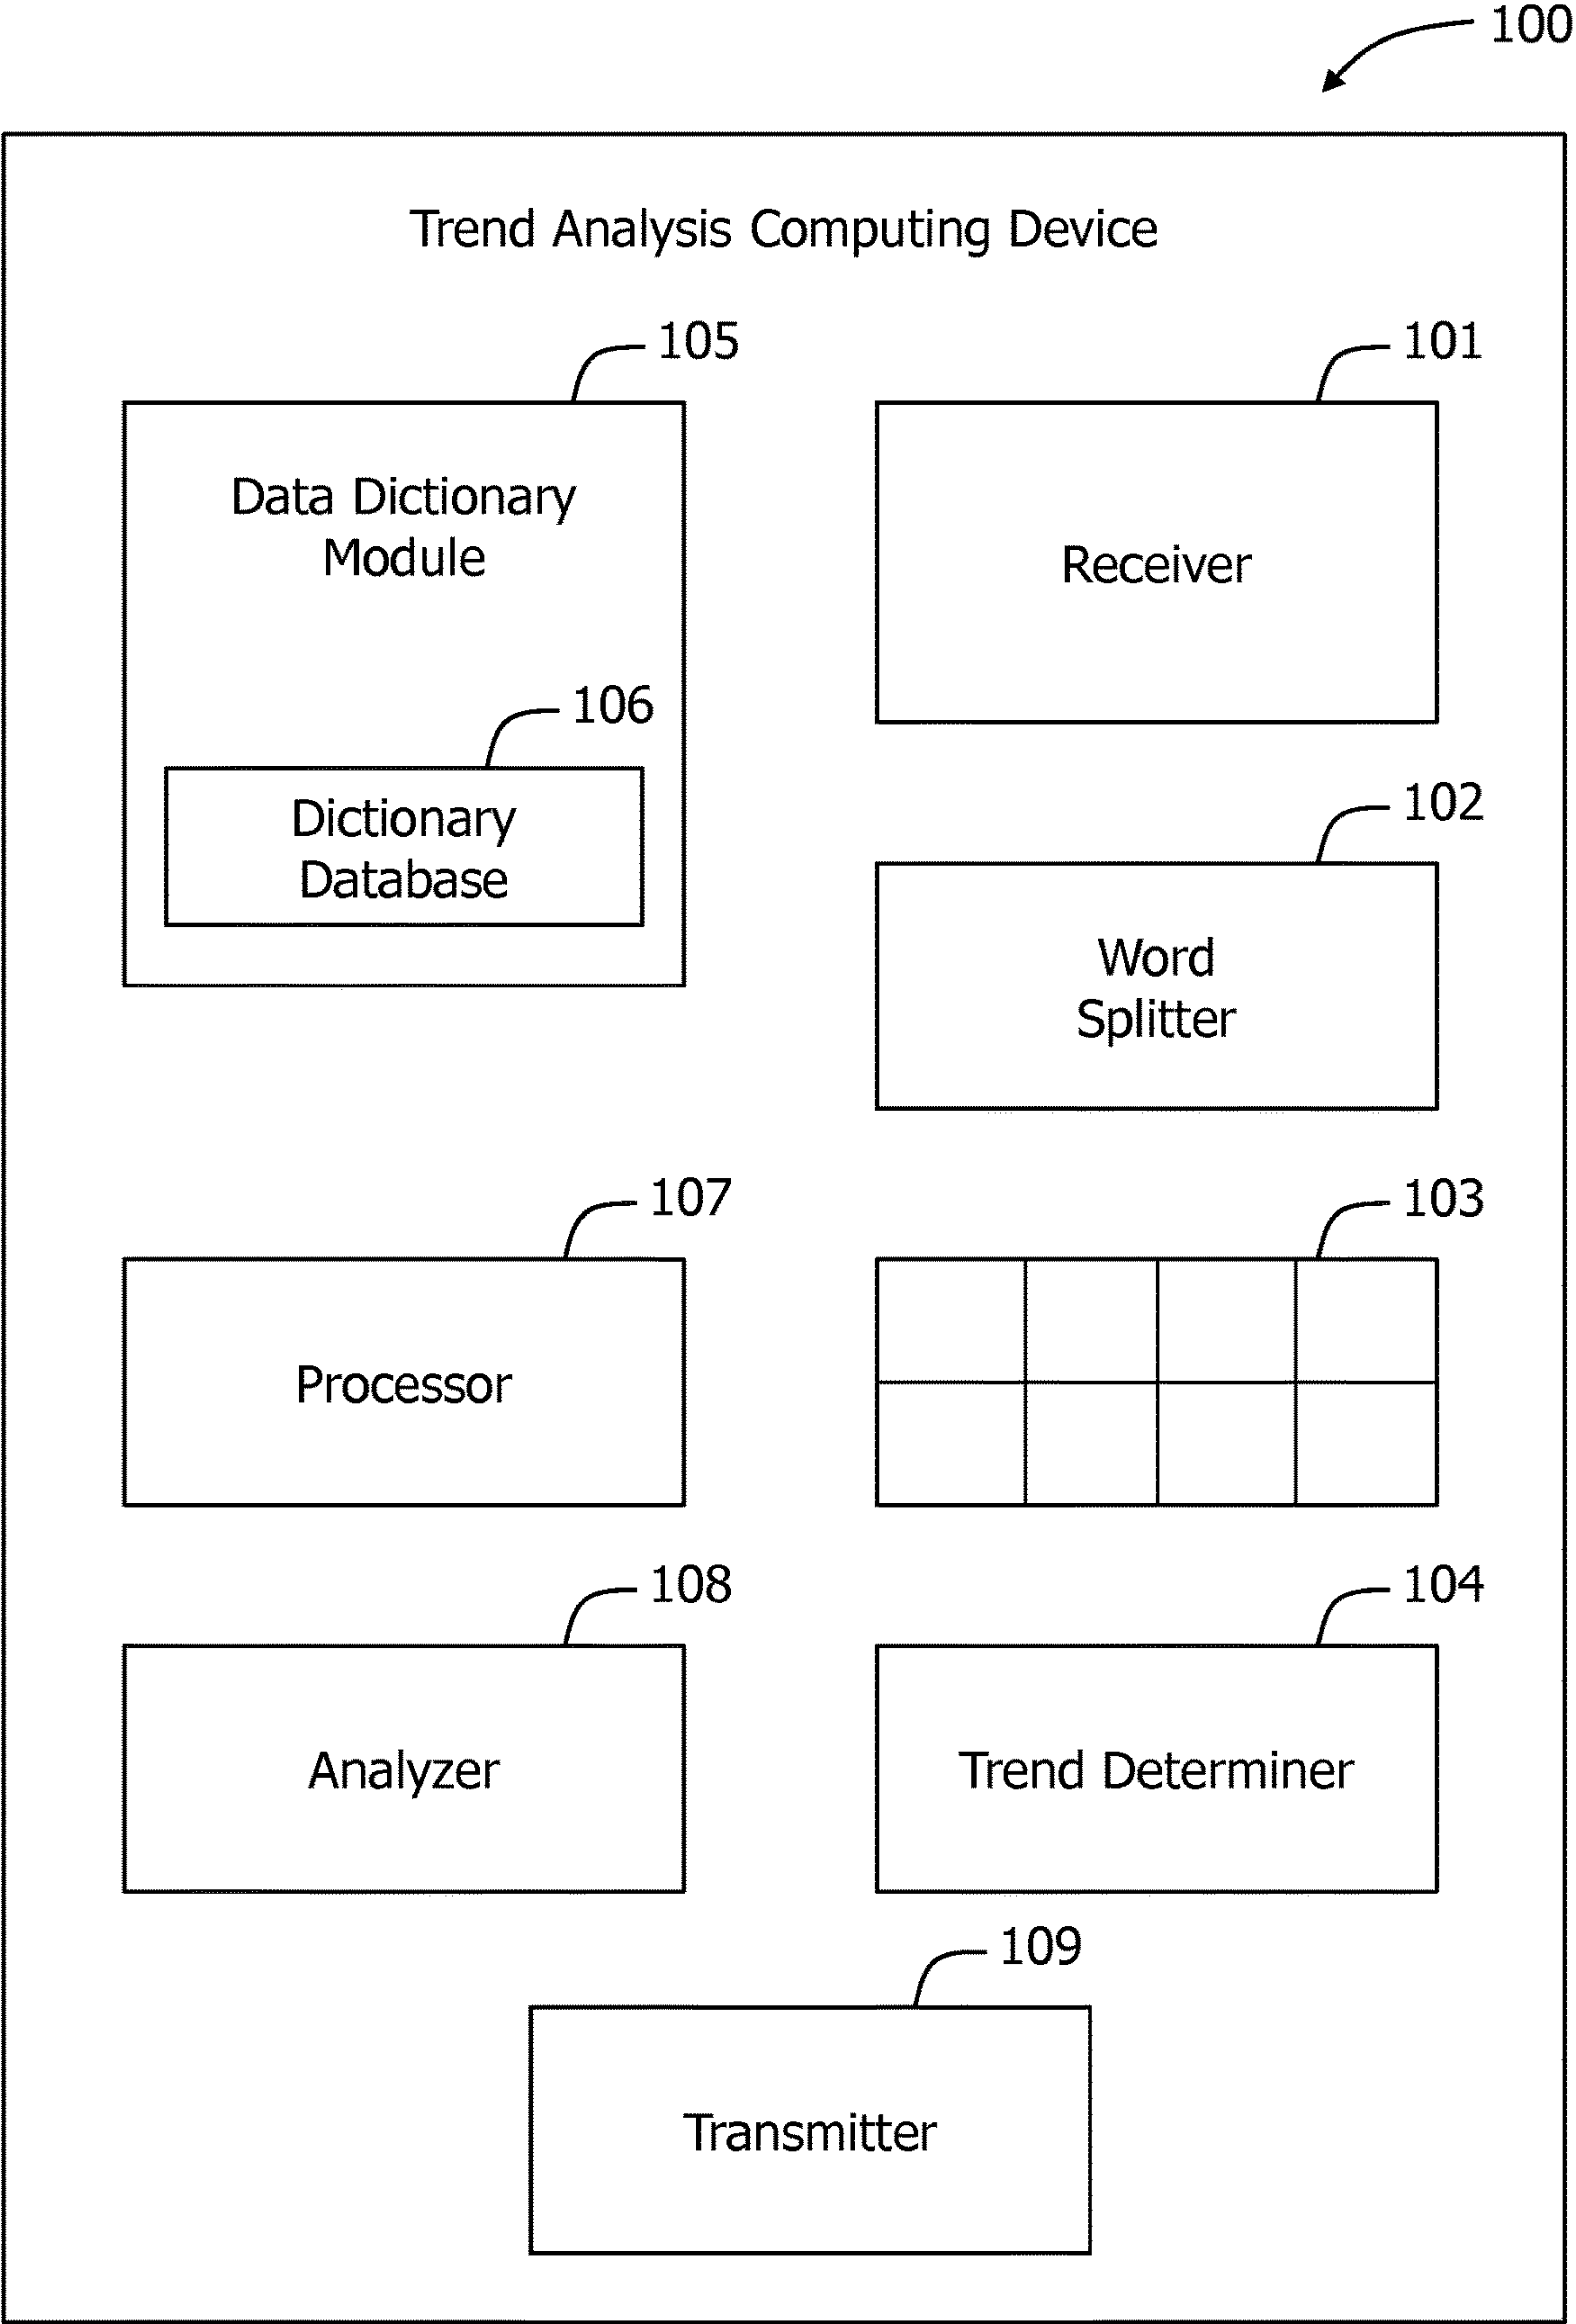 100
Trend Analysis Computing Device
105
Data Dictionary
Module
106
Dictionary
Database
101
Receiver
102
Word
Splitter
107
Processor
103
108
Analyzer
104
Trend Determiner
109
Transmitter